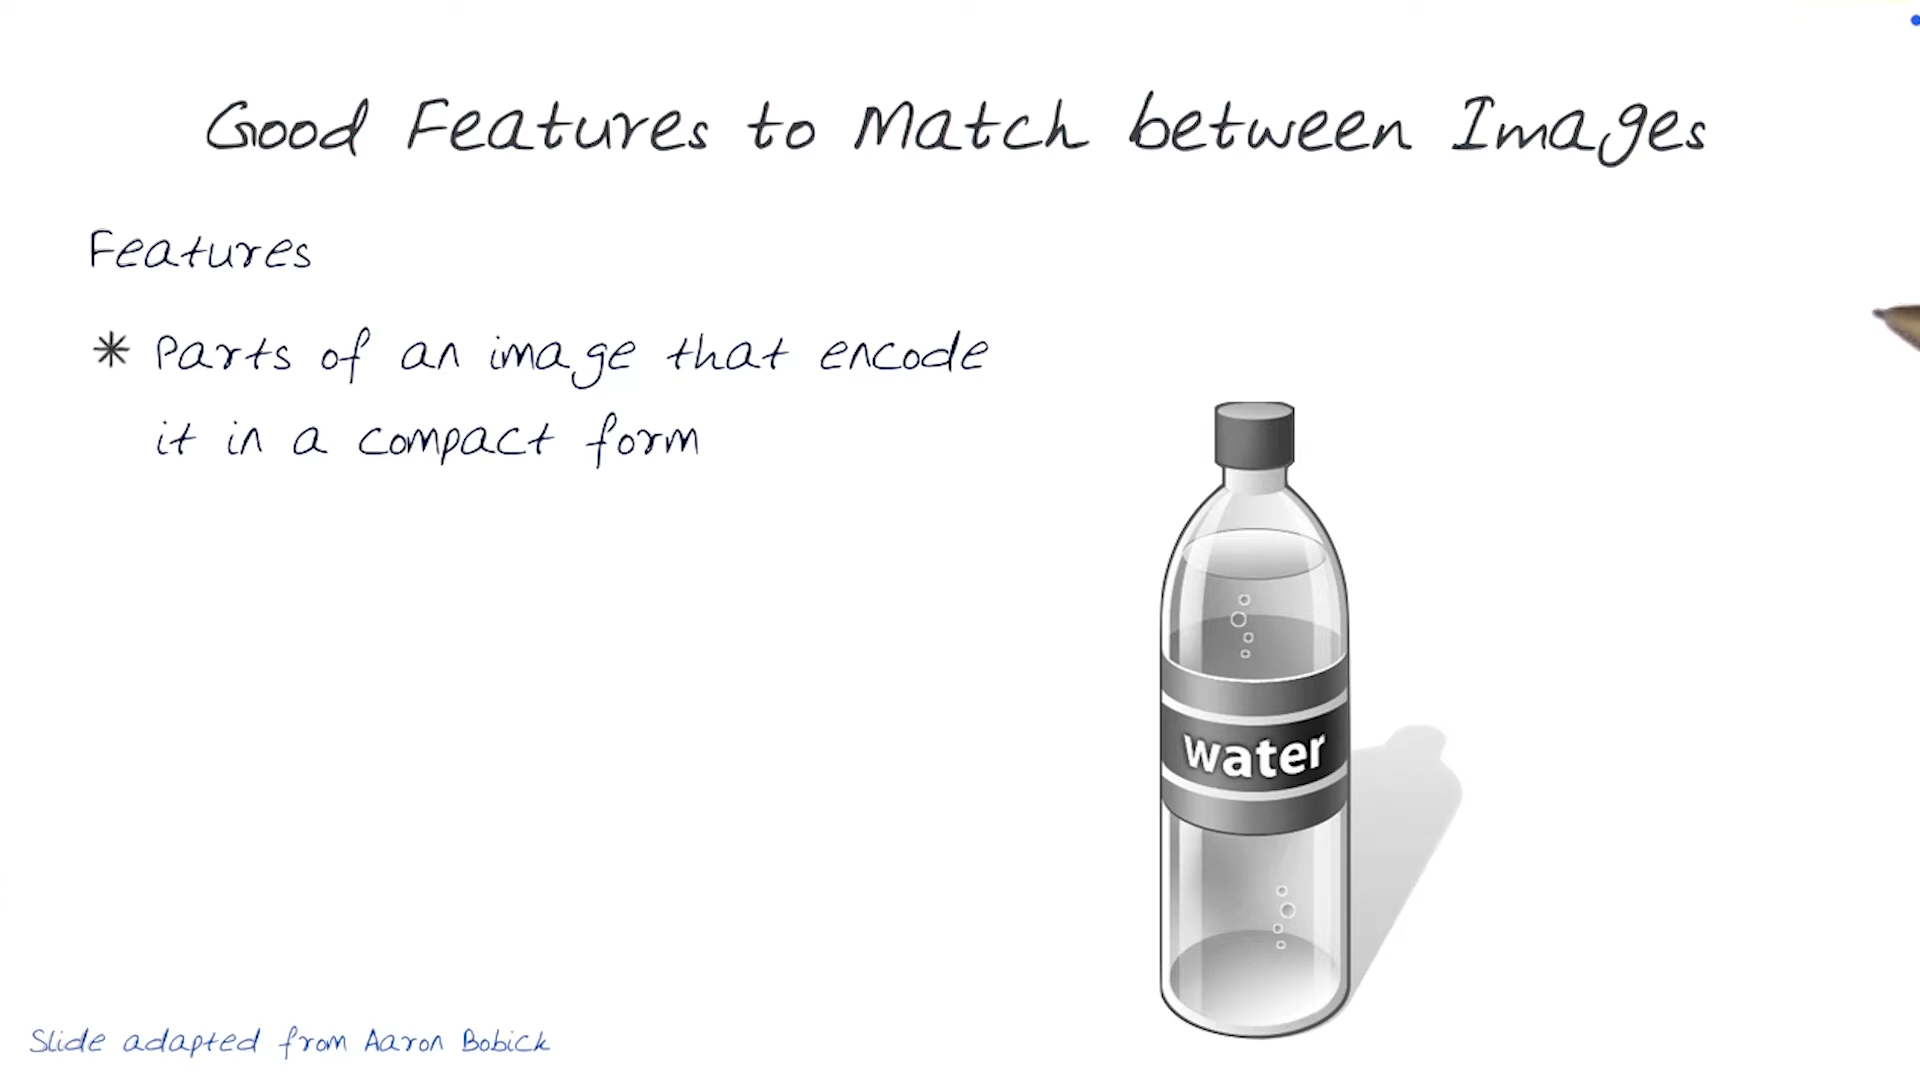 Good Features to Match between Images
Features
* Parts of an image that encode
it in a compact form
water
Slide adapted from Aaron Bobick